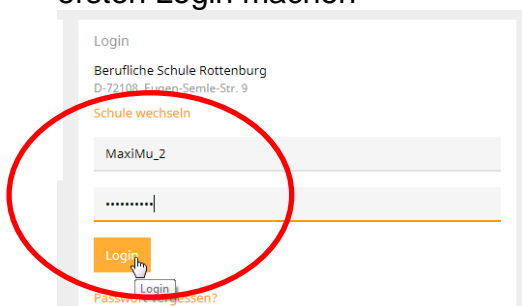 ersten Login machen
Login
Berufliche Schule Rottenburg
D-72108, Eugen-Semle-Str. 9
Schule wechseln
MaxiMu_2
••••••••••
Login
Login
Passwort vergessen?